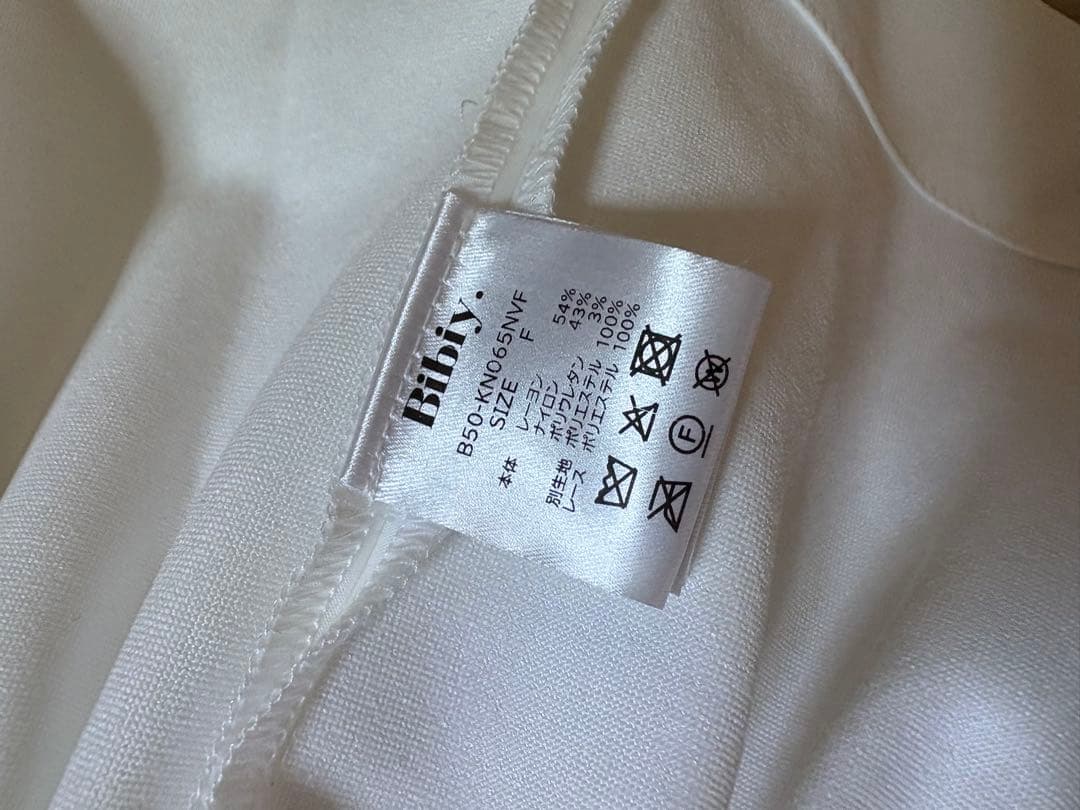 Bibiy.
B50-KN065NVF
SIZE F
本体 レーヨン 54%
ナイロン 43%
ポリウレタン 3%
別生地 ポリエステル 100%
レース ポリエステル 100%
F
W